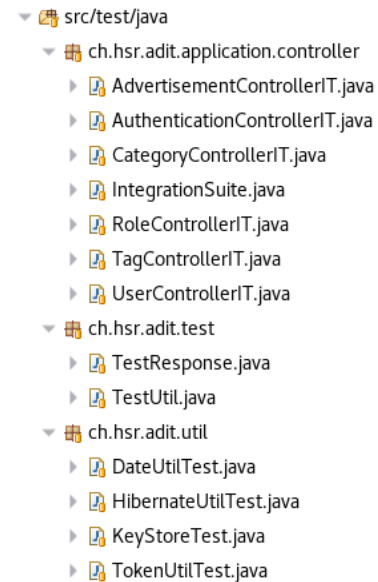 src/test/java
ch.hsr.adit.application.controller
AdvertisementControllerIT.java
AuthenticationControllerIT.java
CategoryControllerIT.java
IntegrationSuite.java
RoleControllerIT.java
TagControllerIT.java
UserControllerIT.java
ch.hsr.adit.test
TestResponse.java
TestUtil.java
ch.hsr.adit.util
DateUtilTest.java
HibernateUtilTest.java
KeyStoreTest.java
TokenUtilTest.java